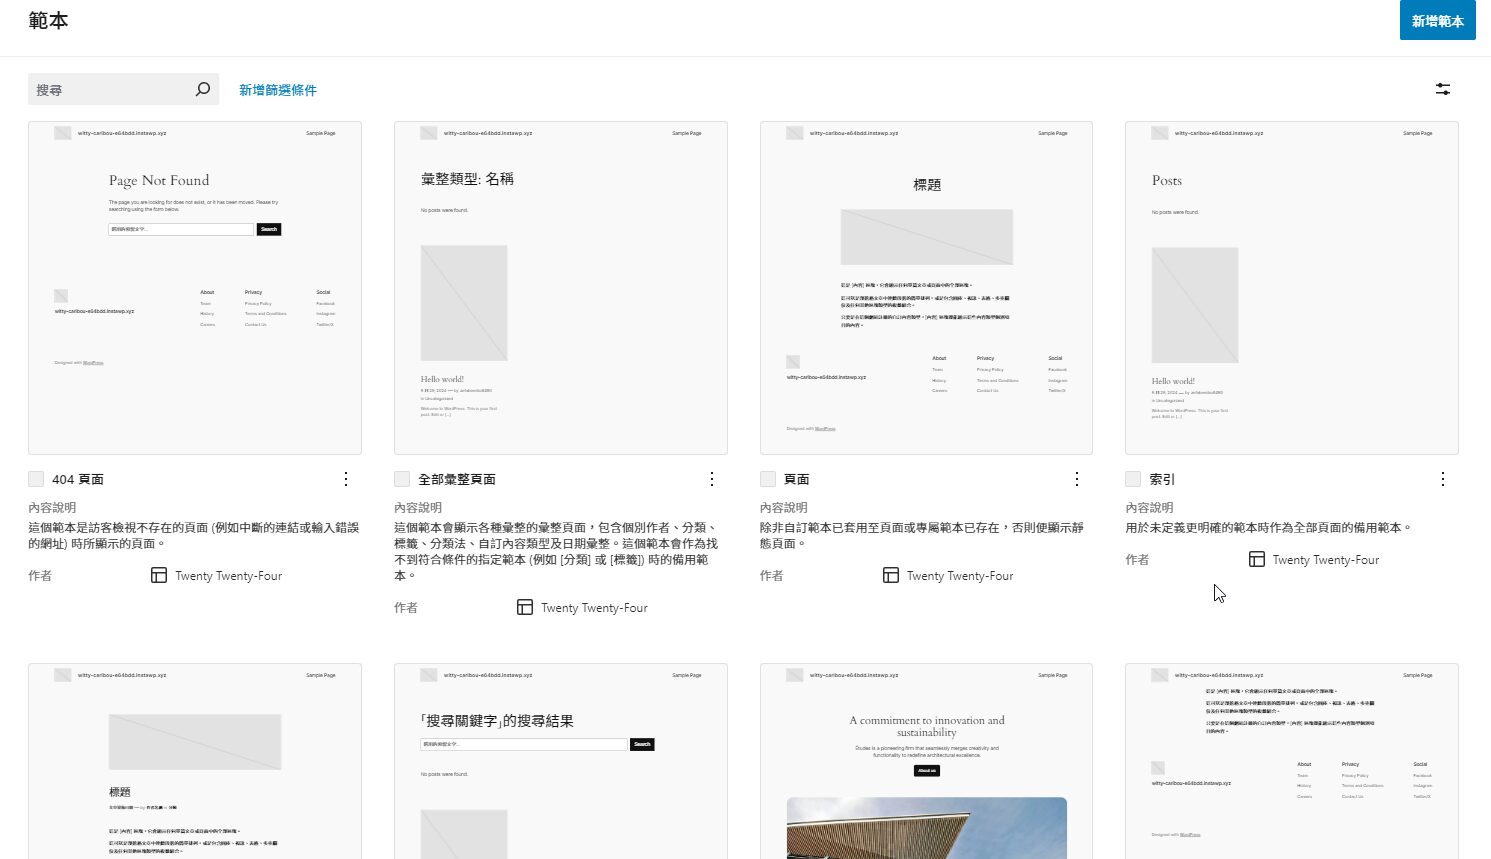 範本
新增範本
搜尋
新增篩選條件
witty-caribou-e64bdd.instawp.xyz
Sample Page
Page Not Found
The page you are looking for does not exist, or it has been moved. Please try
searching using the form below.
Search
About
Privacy
Social
Team
Privacy Policy
Facebook
witty-caribou-e64bdd.instawp.xyz
History
Terms and Conditions
Instagram
Careers
Contact Us
Twitter/X
Designed with WordPress
witty-caribou-e64bdd.instawp.xyz
Sample Page
彙整類型: 名稱
No posts were found.
Hello world!
in Uncategorized
Welcome to WordPress. This is your first
post. Edit or [...]
witty-caribou-e64bdd.instawp.xyz
Sample Page
標題
About
Privacy
Social
Team
Privacy Policy
Facebook
witty-caribou-e64bdd.instawp.xyz
History
Terms and Conditions
Instagram
Careers
Contact Us
Twitter/X
Designed with WordPress
witty-caribou-e64bdd.instawp.xyz
Sample Page
Posts
No posts were found.
Hello world!
in Uncategorized
Welcome to WordPress. This is your first
post. Edit or [...]
404 頁面
內容說明
這個範本是訪客檢視不存在的頁面 (例如中斷的連結或輸入錯誤
的網址) 時所顯示的頁面。
作者
Twenty Twenty-Four
全部彙整頁面
內容說明
這個範本會顯示各種彙整的彙整頁面，包含個別作者、分類、
標籤、分類法、自訂內容類型及日期彙整。這個範本會作為找
不到符合條件的指定範本 (例如 [分類] 或 [標籤]) 時的備用範
本。
作者
Twenty Twenty-Four
頁面
內容說明
除非自訂範本已套用至頁面或專屬範本已存在，否則便顯示靜
態頁面。
作者
Twenty Twenty-Four
索引
內容說明
用於未定義更明確的範本時作為全部頁面的備用範本。
作者
Twenty Twenty-Four
witty-caribou-e64bdd.instawp.xyz
Sample Page
標題
witty-caribou-e64bdd.instawp.xyz
Sample Page
「搜尋關鍵字」的搜尋結果
Search
No posts were found.
witty-caribou-e64bdd.instawp.xyz
Sample Page
A commitment to innovation and
sustainability
Études is a pioneering firm that seamlessly merges creativity and
functionality to redefine architectural excellence.
About us
witty-caribou-e64bdd.instawp.xyz
Sample Page
About
Privacy
Social
Team
Privacy Policy
Facebook
witty-caribou-e64bdd.instawp.xyz
History
Terms and Conditions
Instagram
Careers
Contact Us
Twitter/X
Designed with WordPress